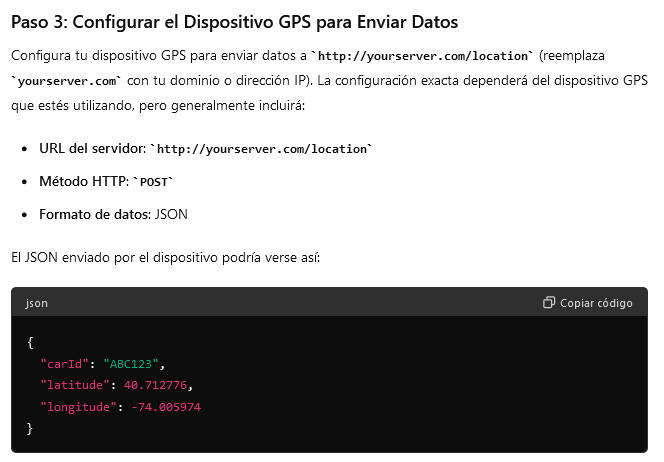 Paso 3: Configurar el Dispositivo GPS para Enviar Datos
Configura tu dispositivo GPS para enviar datos a `http://yourserver.com/location` (reemplaza
`yourserver.com` con tu dominio o dirección IP). La configuración exacta dependerá del dispositivo GPS
que estés utilizando, pero generalmente incluirá:
• URL del servidor: `http://yourserver.com/location`
• Método HTTP: `POST`
• Formato de datos: JSON
El JSON enviado por el dispositivo podría verse así:
json Copiar código
{
  "carId": "ABC123",
  "latitude": 40.712776,
  "longitude": -74.005974
}